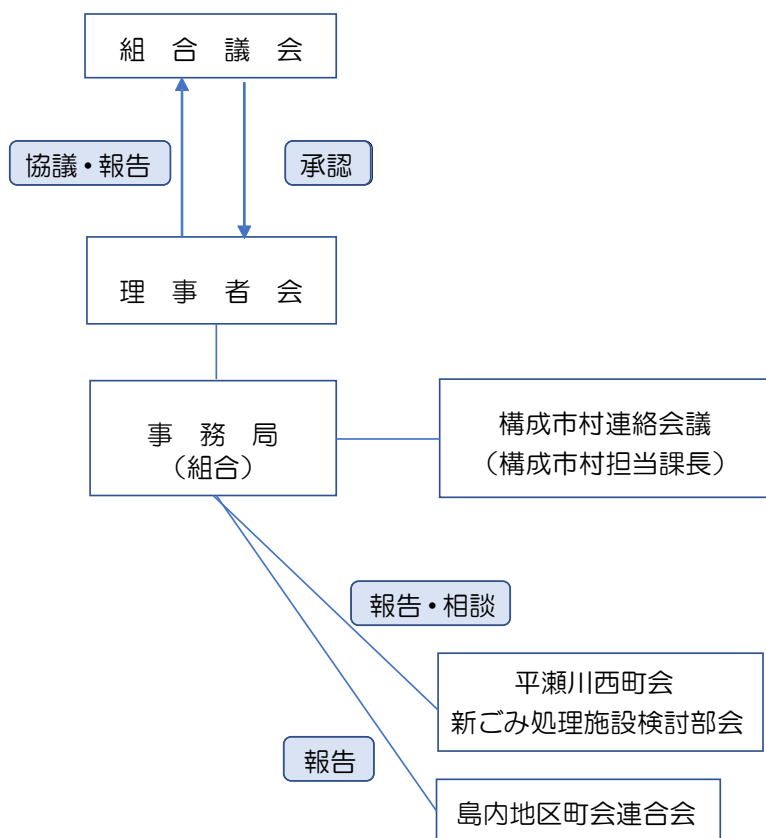 組 合 議 会
協議・報告
承認
理 事 者 会
事 務 局
（組合）
構成市村連絡会議
（構成市村担当課長）
報告・相談
平瀬川西町会
新ごみ処理施設検討部会
報告
島内地区町会連合会